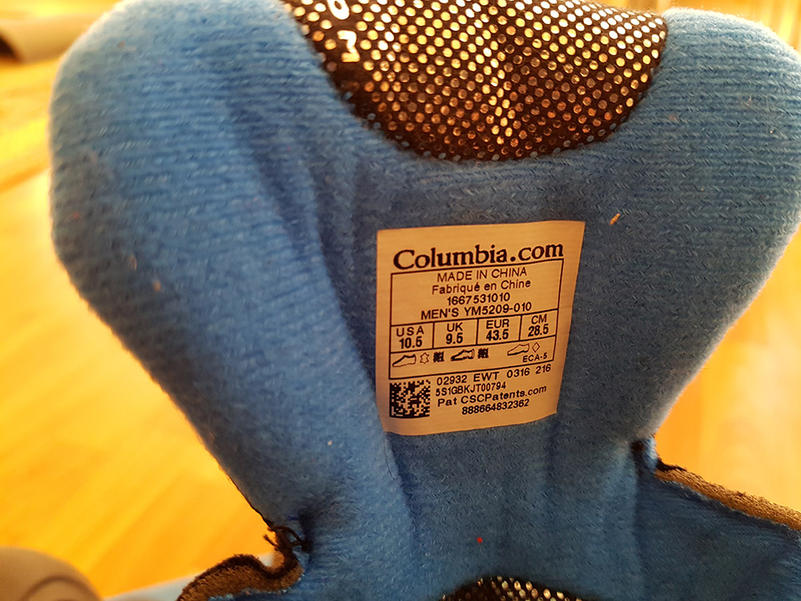 Columbia.com
MADE IN CHINA
Fabriqué en Chine
1667531010
MEN'S YM5209-010
USA UK EUR CM
10.5 9.5 43.5 28.5
ECA-5
02932 EWT 0316 216
5S1GBKJT00794
Pat CSCPatents.com
888664832362